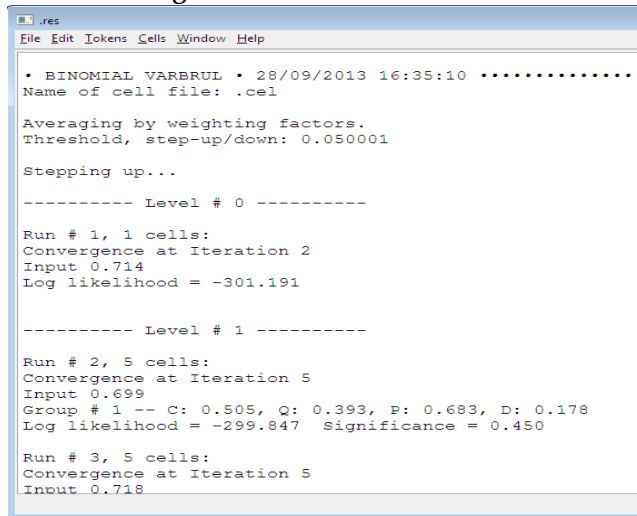 .res
File Edit Tokens Cells Window Help
• BINOMIAL VARBRUL • 28/09/2013 16:35:10 ••••••••••••••
Name of cell file: .cel
Averaging by weighting factors.
Threshold, step-up/down: 0.050001
Stepping up...
---------- Level # 0 ----------
Run # 1, 1 cells:
Convergence at Iteration 2
Input 0.714
Log likelihood = -301.191
---------- Level # 1 ----------
Run # 2, 5 cells:
Convergence at Iteration 5
Input 0.699
Group # 1 -- C: 0.505, Q: 0.393, P: 0.683, D: 0.178
Log likelihood = -299.847 Significance = 0.450
Run # 3, 5 cells:
Convergence at Iteration 5
Input 0.718